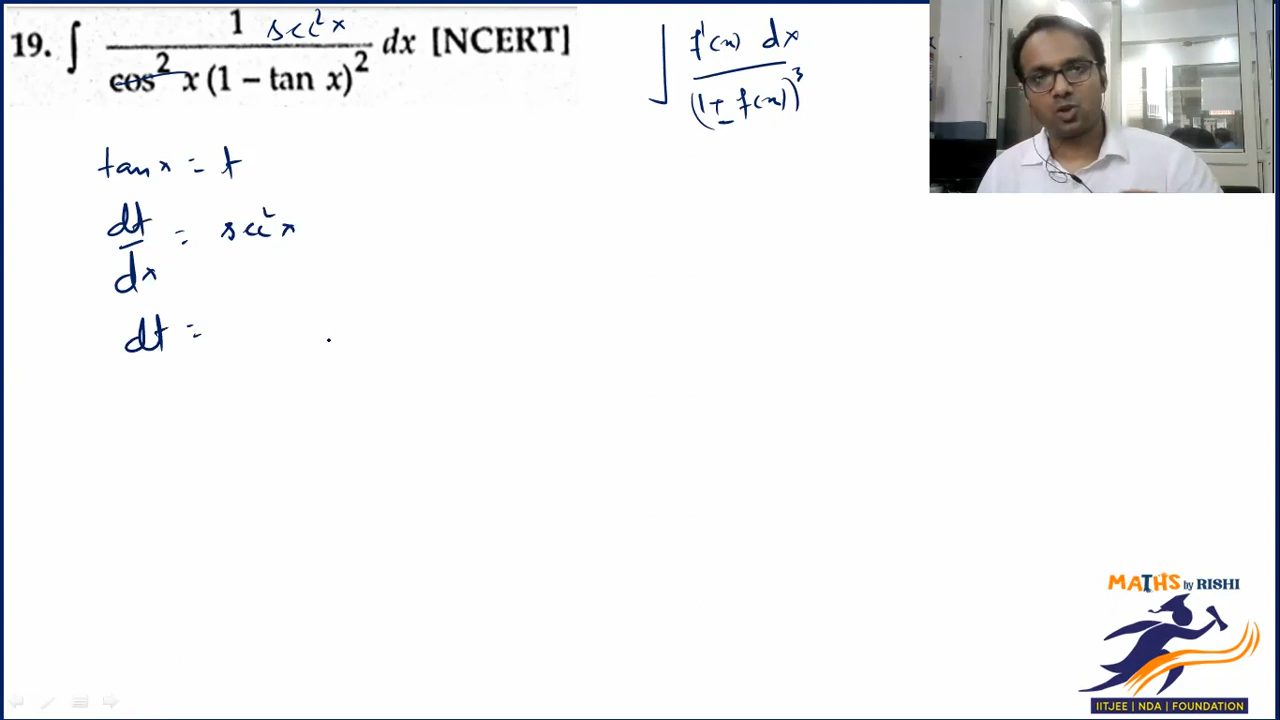 19. ∫ 1 sec²x / cos² x (1 – tan x)² dx [NCERT]
∫ f'(x) dx / (1 ± f(x))³
tan x = t
dt/dx = sec²x
dt =
MATHS by RISHI
IITJEE | NDA | FOUNDATION